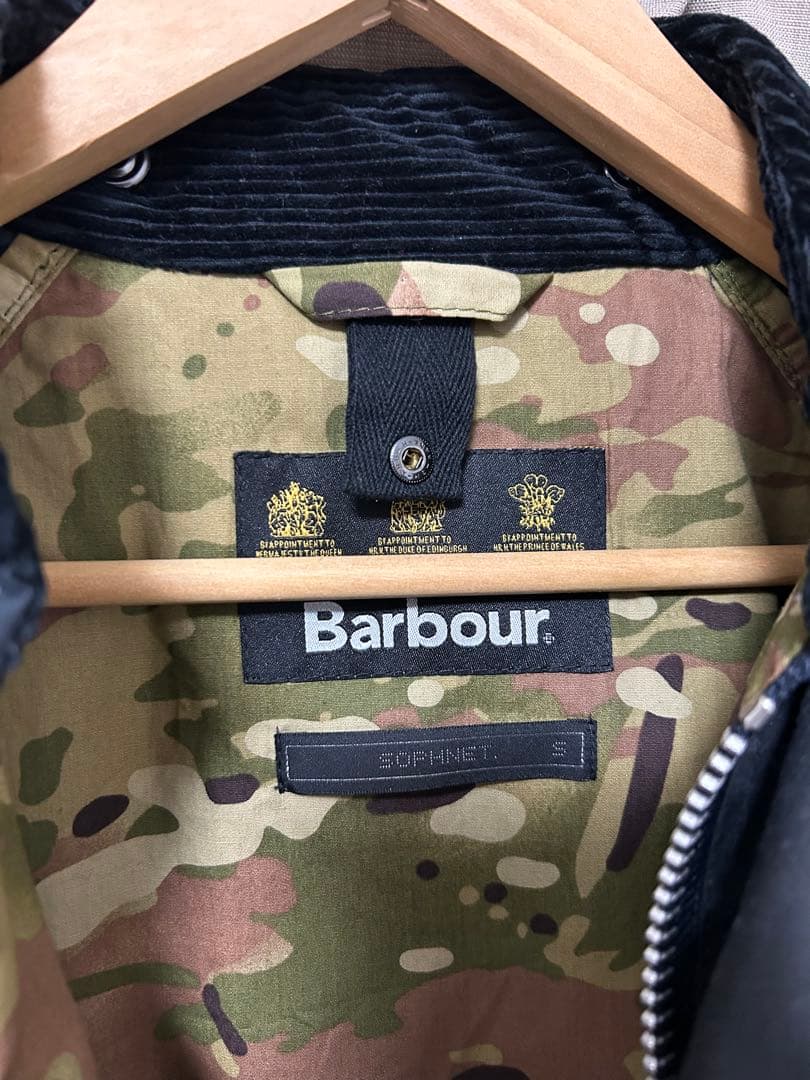 BY APPOINTMENT TO
HER MAJESTY THE QUEEN
BY APPOINTMENT TO
H.R.H. THE DUKE OF EDINBURGH
BY APPOINTMENT TO
H.R.H. THE PRINCE OF WALES
Barbour
SOPHNET. S